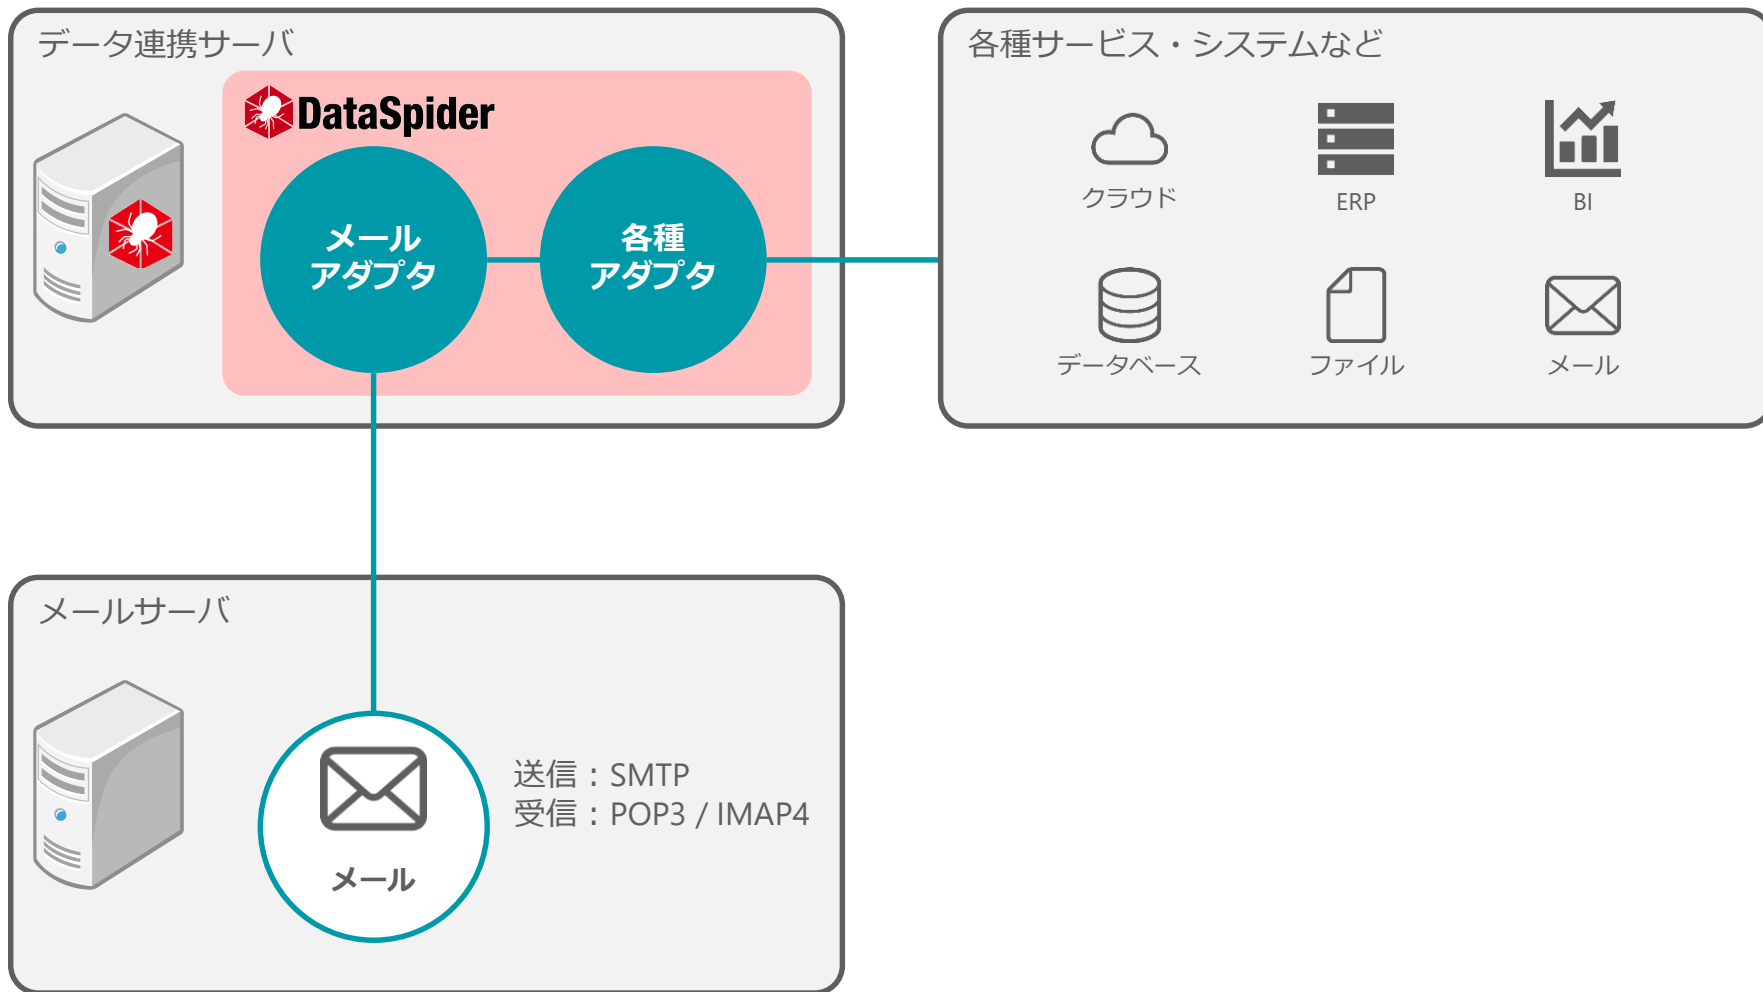 データ連携サーバ
DataSpider
メール
アダプタ
各種
アダプタ
各種サービス・システムなど
クラウド
ERP
BI
データベース
ファイル
メール
メールサーバ
メール
送信：SMTP
受信：POP3 / IMAP4